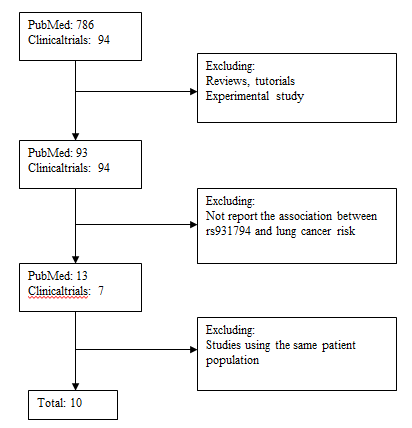 PubMed: 786
Clinicaltrials: 94
Excluding:
Reviews, tutorials
Experimental study
PubMed: 93
Clinicaltrials: 94
Excluding:
Not report the association between
rs931794 and lung cancer risk
PubMed: 13
Clinicaltrials: 7
Excluding:
Studies using the same patient
population
Total: 10